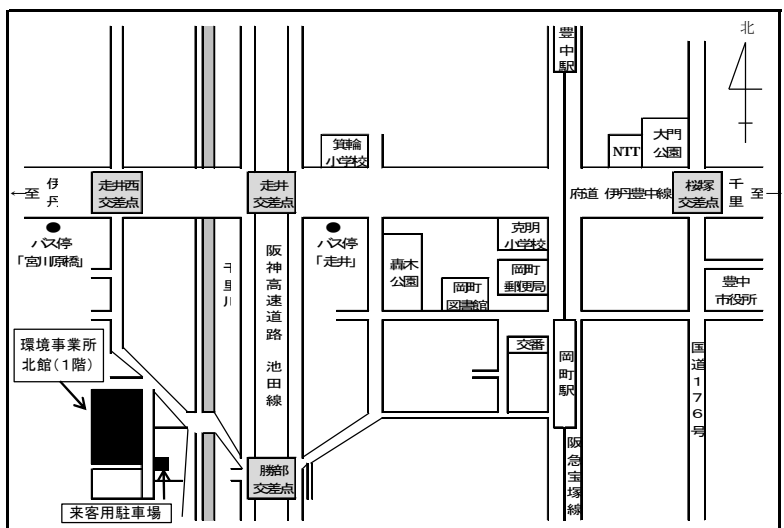 北
豊中駅
箕輪
小学校
NTT
大門
公園
←至 伊丹
走井西
交差点
走井
交差点
府道 伊丹豊中線
桜塚
交差点
千里 至→
バス停
「宮川原橋」
千里川
阪神高速道路 池田線
バス停
「走井」
轟木
公園
岡町
図書館
克明
小学校
岡町
郵便局
豊中
市役所
環境事業所
北館(1階)
交番
岡町駅
国道176号
勝部
交差点
阪急宝塚線
来客用駐車場